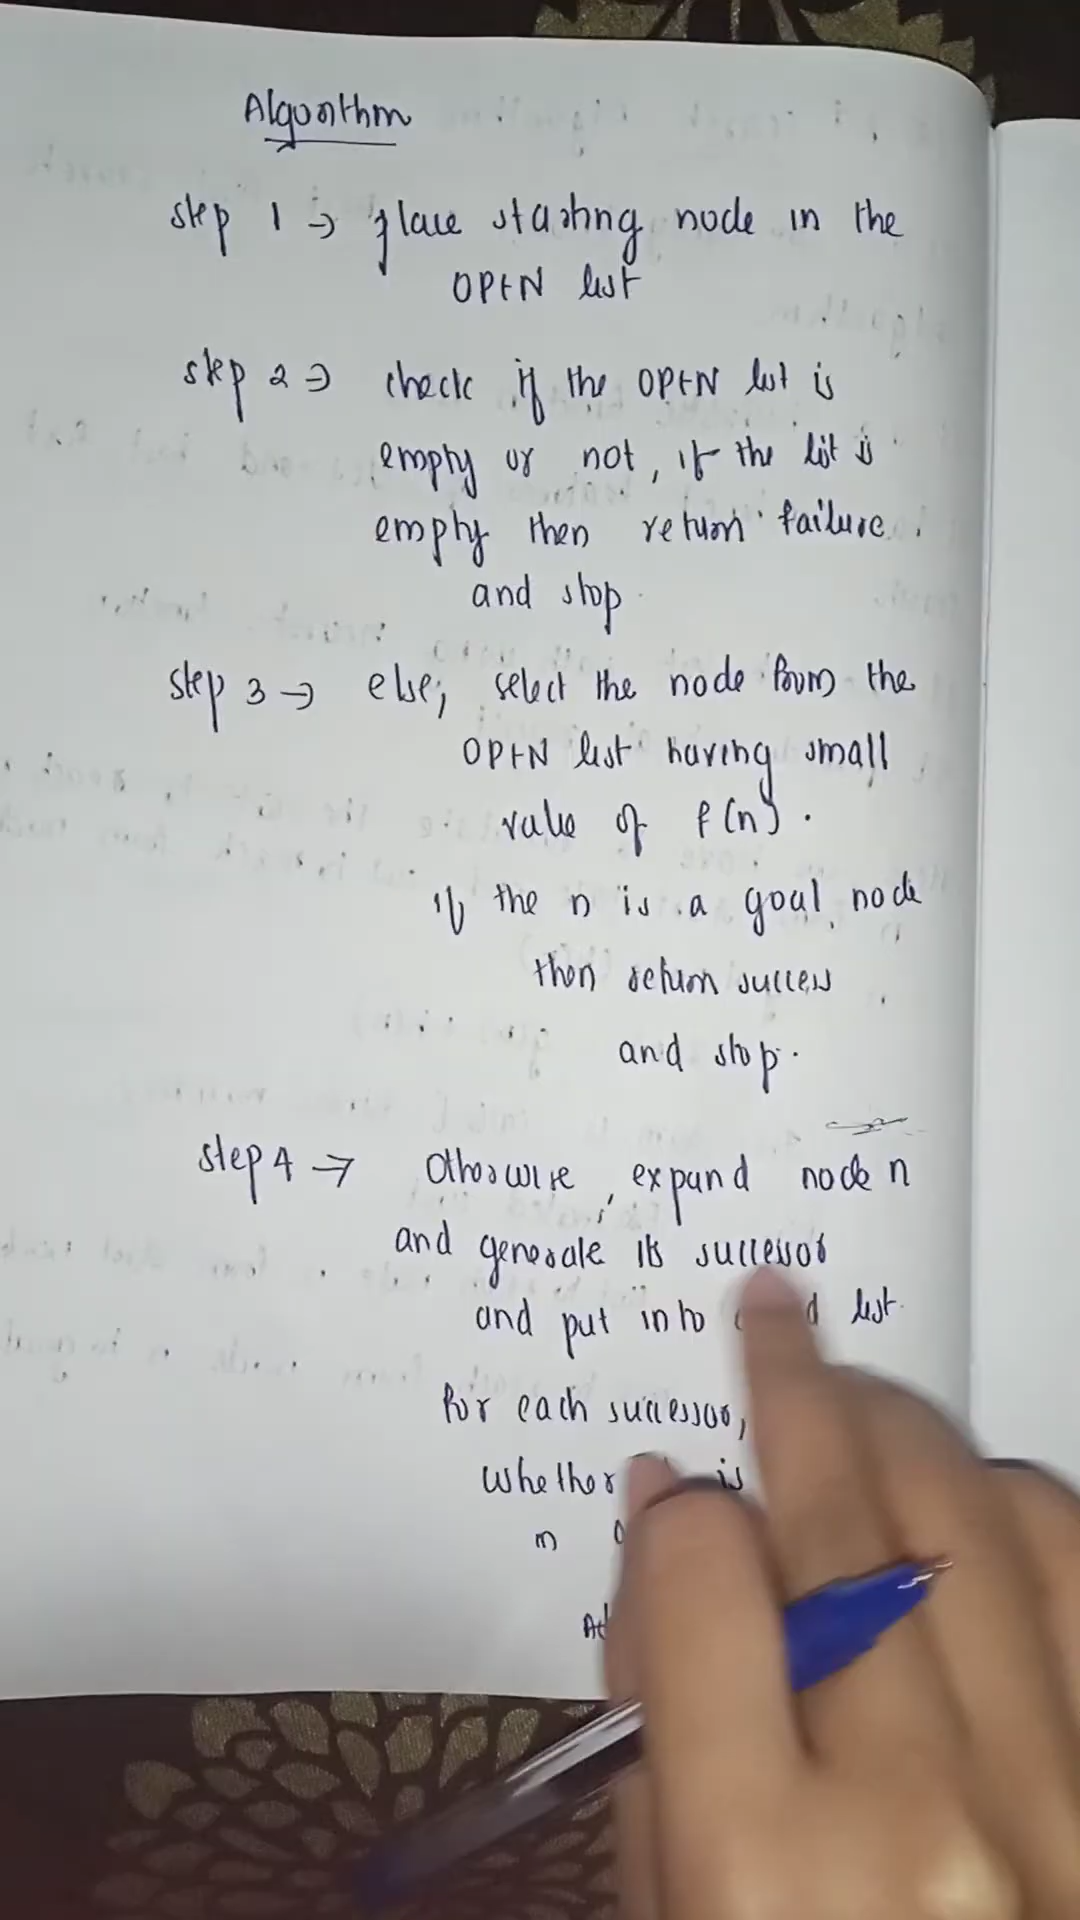 Algorithm
step 1 → place starting node in the
OPEN list
step 2 → check if the OPEN list is
empty or not, if the list is
empty then return failure.
and stop
step 3 → else, select the node from the
OPEN list having small
value of f(n).
if the n is a goal node
then return success
and stop.
step 4 → Otherwise, expand node n
and generate its successor
and put into list.
for each successor,
whether is
in